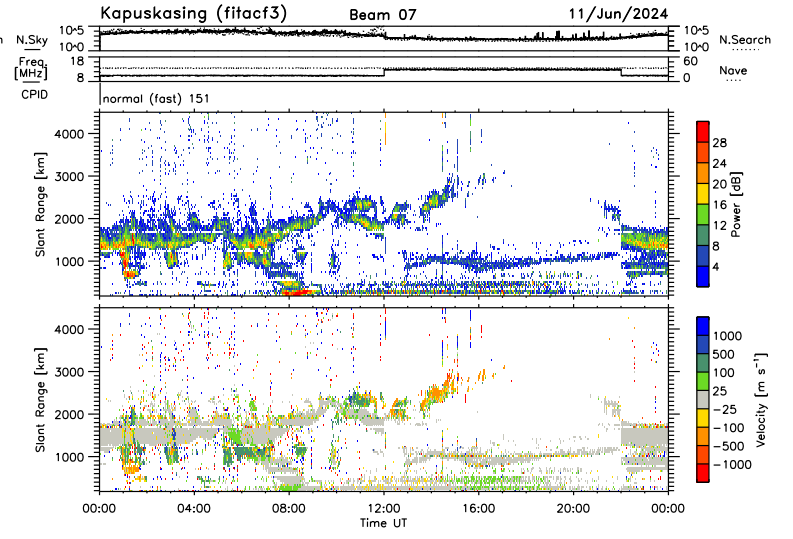 Kapuskasing (fitacf3) Beam 07 11/Jun/2024
N.Sky 10^5 10^0 10^5 10^0 N.Search
Freq. [MHz] 18 8 60 0 Nave
CPID normal (fast) 151
Slant Range [km]
4000
3000
2000
1000
Power [dB]
28
24
20
16
12
8
4
Slant Range [km]
4000
3000
2000
1000
Velocity [m s⁻¹]
1000
500
100
25
−25
−100
−500
−1000
00:00 04:00 08:00 12:00 16:00 20:00 00:00
Time UT